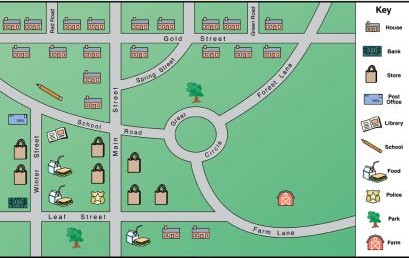 Key
Red Road
Green Road
House
Gold Street
Bank
Spring Street
Store
Forest Lane
Post
Office
Main Street
Great Circle
School Road
Library
Winter Street
School
Food
Police
Leaf Street
Park
Farm Lane
Farm